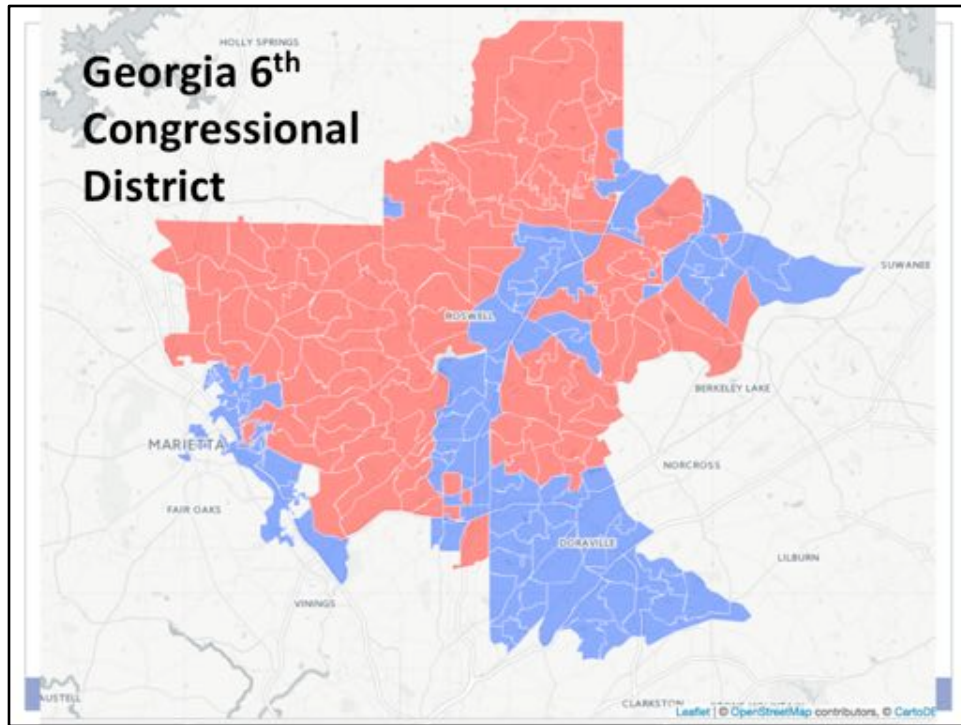 HOLLY SPRINGS
Georgia 6th
Congressional
District
SUWANEE
ROSWELL
BERKELEY LAKE
MARIETTA
NORCROSS
FAIR OAKS
DORAVILLE
LILBURN
VININGS
AUSTELL
CLARKSTON
Leaflet | © OpenStreetMap contributors, © CartoDB